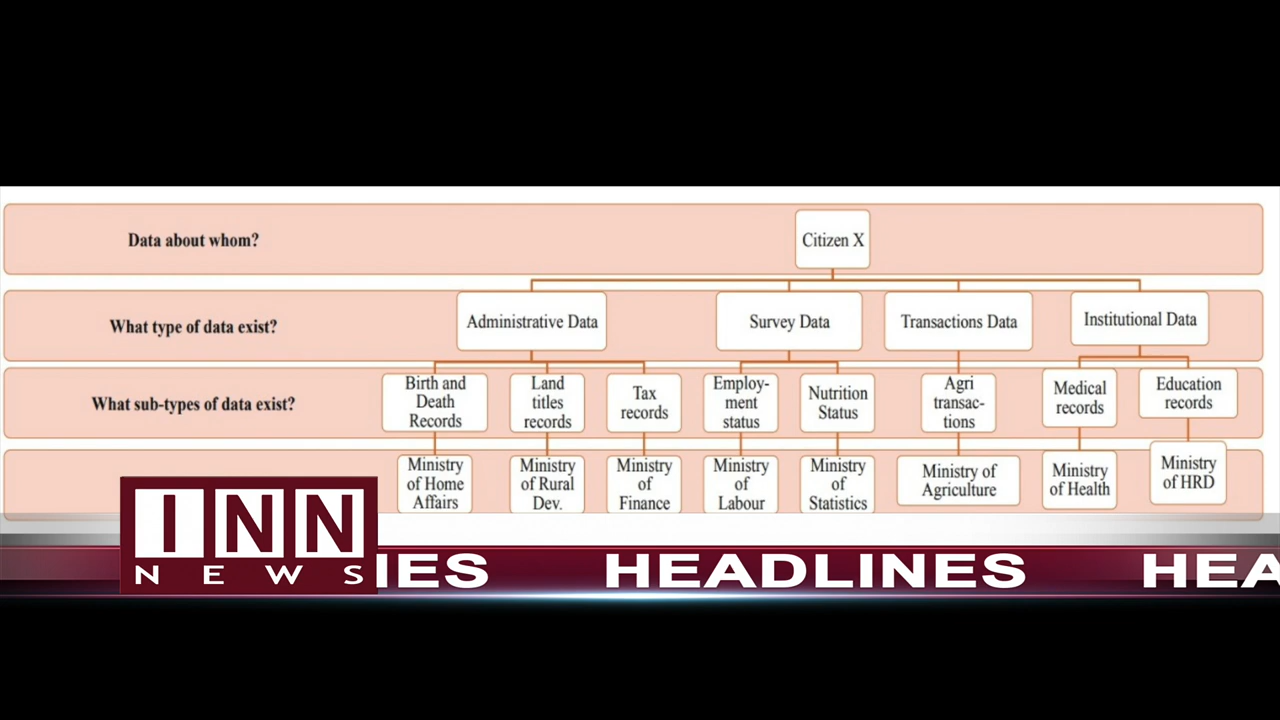 Data about whom?
Citizen X
What type of data exist?
Administrative Data
Survey Data
Transactions Data
Institutional Data
What sub-types of data exist?
Birth and
Death
Records
Land
titles
records
Tax
records
Employ-
ment
status
Nutrition
Status
Agri
transac-
tions
Medical
records
Education
records
Ministry
of Home
Affairs
Ministry
of Rural
Dev.
Ministry
of
Finance
Ministry
of
Labour
Ministry
of
Statistics
Ministry of
Agriculture
Ministry
of Health
Ministry
of HRD
INN
NEWS
HEADLINES